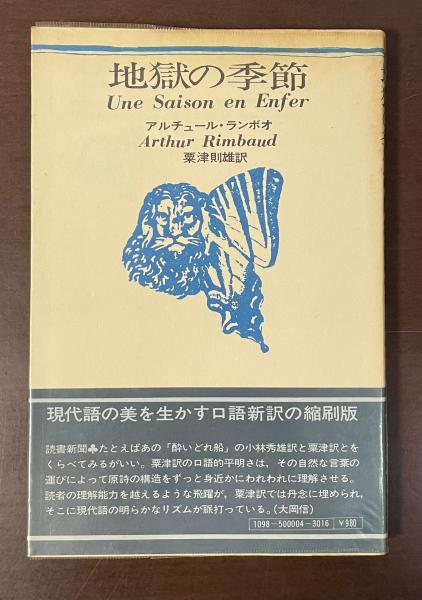 地獄の季節
Une Saison en Enfer
アルチュール・ランボオ
Arthur Rimbaud
粟津則雄訳
現代語の美を生かす口語新訳の縮刷版
読書新聞♣たとえばあの「酔いどれ船」の小林秀雄訳と粟津訳とを
くらべてみるがいい。粟津訳の口語的平明さは，その自然な言葉の
運びによって原詩の構造をずっと身近かにわれわれに理解させる。
読者の理解能力を越えるような飛躍が，粟津訳では丹念に埋められ，
そこに現代語の明らかなリズムが脈打っている。(大岡信)
1098-500004-3016 ¥980